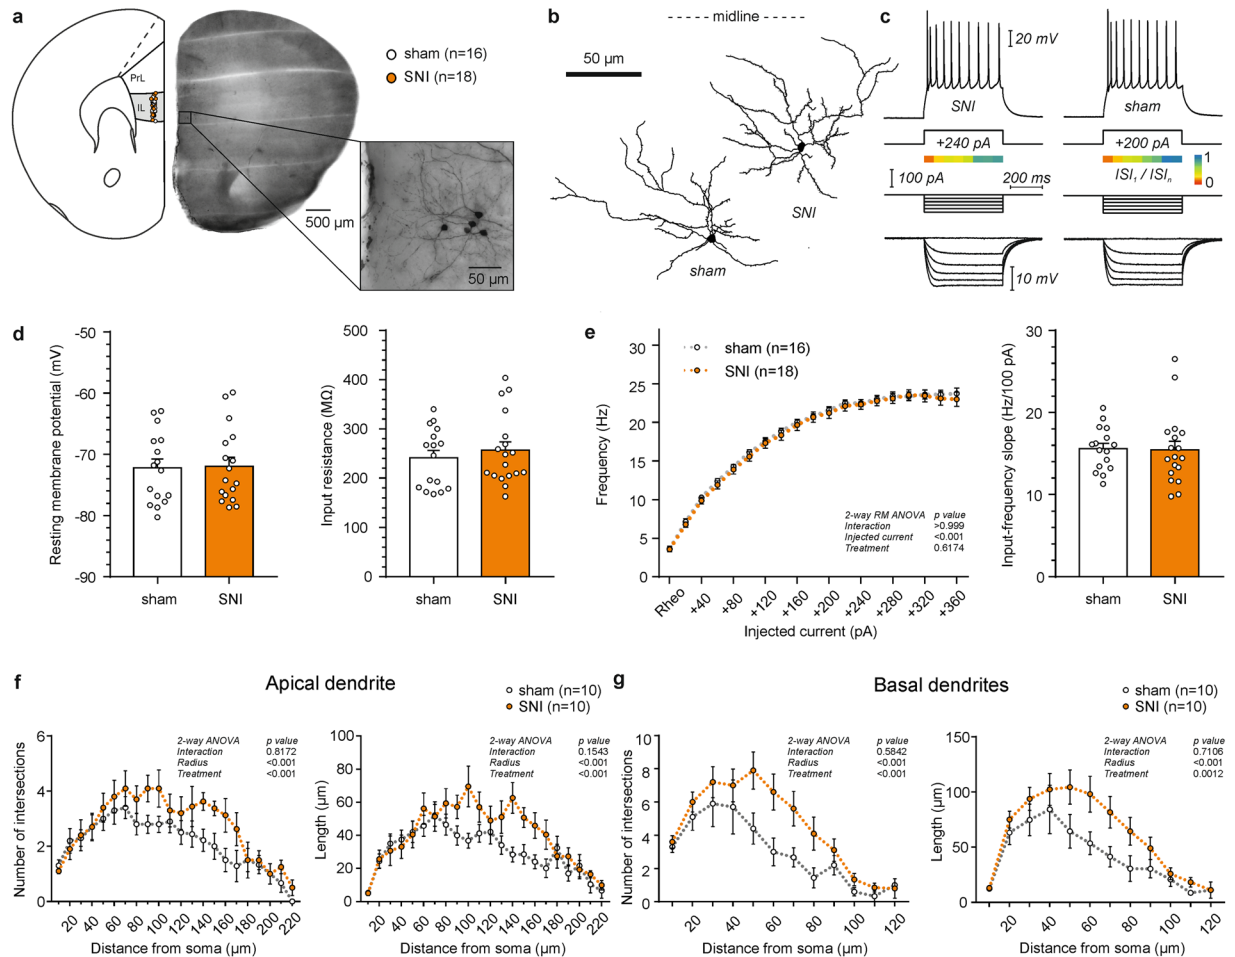 a
PrL
IL
sham (n=16)
SNI (n=18)
500 µm
50 µm
b
midline
50 µm
SNI
sham
c
20 mV
SNI
sham
+240 pA
+200 pA
100 pA
200 ms
ISI1 / ISIn
1
0
10 mV
d
Resting membrane potential (mV)
-50
-60
-70
-80
-90
sham
SNI
Input resistance (MΩ)
500
400
300
200
100
0
sham
SNI
e
Frequency (Hz)
30
25
20
15
10
5
0
sham (n=16)
SNI (n=18)
2-way RM ANOVA p value
Interaction >0.999
Injected current <0.001
Treatment 0.6174
Rheo
+40
+80
+120
+160
+200
+240
+280
+320
+360
Injected current (pA)
Input-frequency slope (Hz/100 pA)
30
20
10
0
sham
SNI
f
Apical dendrite
sham (n=10)
SNI (n=10)
Number of intersections
6
4
2
0
2-way ANOVA p value
Interaction 0.8172
Radius <0.001
Treatment <0.001
20
40
60
80
100
120
140
160
180
200
220
Distance from soma (µm)
Length (µm)
100
80
60
40
20
0
2-way ANOVA p value
Interaction 0.1543
Radius <0.001
Treatment <0.001
20
40
60
80
100
120
140
160
180
200
220
Distance from soma (µm)
g
Basal dendrites
sham (n=10)
SNI (n=10)
Number of intersections
10
8
6
4
2
0
2-way ANOVA p value
Interaction 0.5842
Radius <0.001
Treatment <0.001
20
40
60
80
100
120
Distance from soma (µm)
Length (µm)
150
100
50
0
2-way ANOVA p value
Interaction 0.7106
Radius <0.001
Treatment 0.0012
20
40
60
80
100
120
Distance from soma (µm)